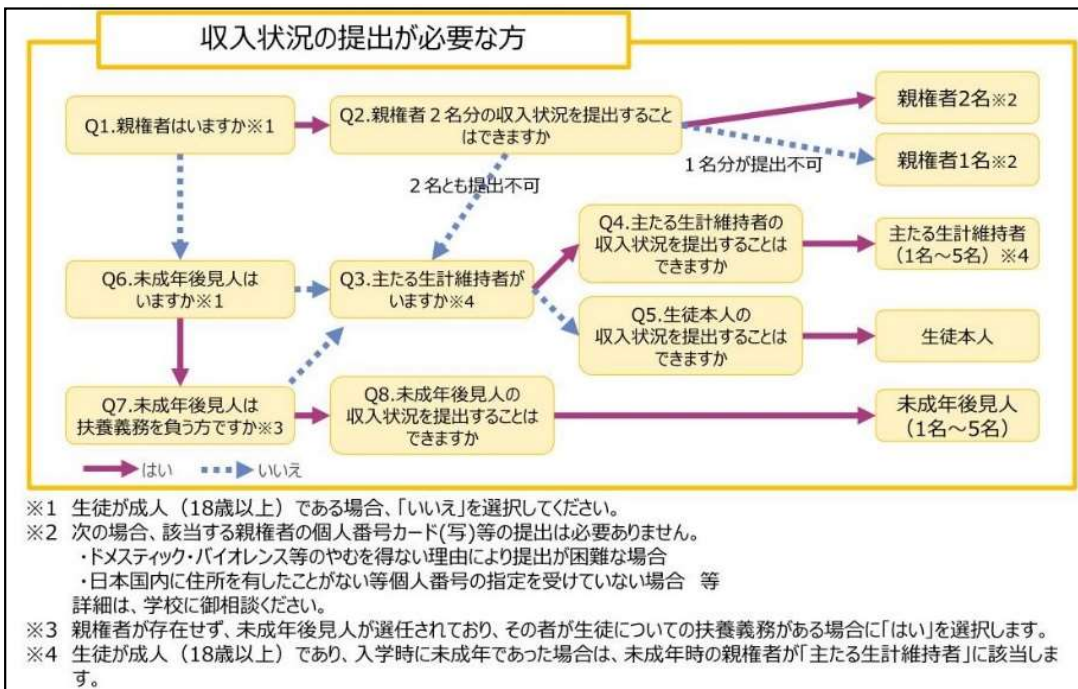 収入状況の提出が必要な方
Q1.親権者はいますか※1
Q2.親権者２名分の収入状況を提出すること
はできますか
親権者2名※2
親権者1名※2
１名分が提出不可
２名とも提出不可
Q4.主たる生計維持者の
収入状況を提出することは
できますか
主たる生計維持者
（1名～5名）※4
Q6.未成年後見人は
いますか※1
Q3.主たる生計維持者が
いますか※4
Q5.生徒本人の
収入状況を提出することは
できますか
生徒本人
Q7.未成年後見人は
扶養義務を負う方ですか※3
Q8.未成年後見人の
収入状況を提出することは
できますか
未成年後見人
（1名～5名）
はい
いいえ
※1 生徒が成人（18歳以上）である場合、「いいえ」を選択してください。
※2 次の場合、該当する親権者の個人番号カード(写)等の提出は必要ありません。
・ドメスティック・バイオレンス等のやむを得ない理由により提出が困難な場合
・日本国内に住所を有したことがない等個人番号の指定を受けていない場合 等
詳細は、学校に御相談ください。
※3 親権者が存在せず、未成年後見人が選任されており、その者が生徒についての扶養義務がある場合に「はい」を選択します。
※4 生徒が成人（18歳以上）であり、入学時に未成年であった場合は、未成年時の親権者が「主たる生計維持者」に該当しま
す。